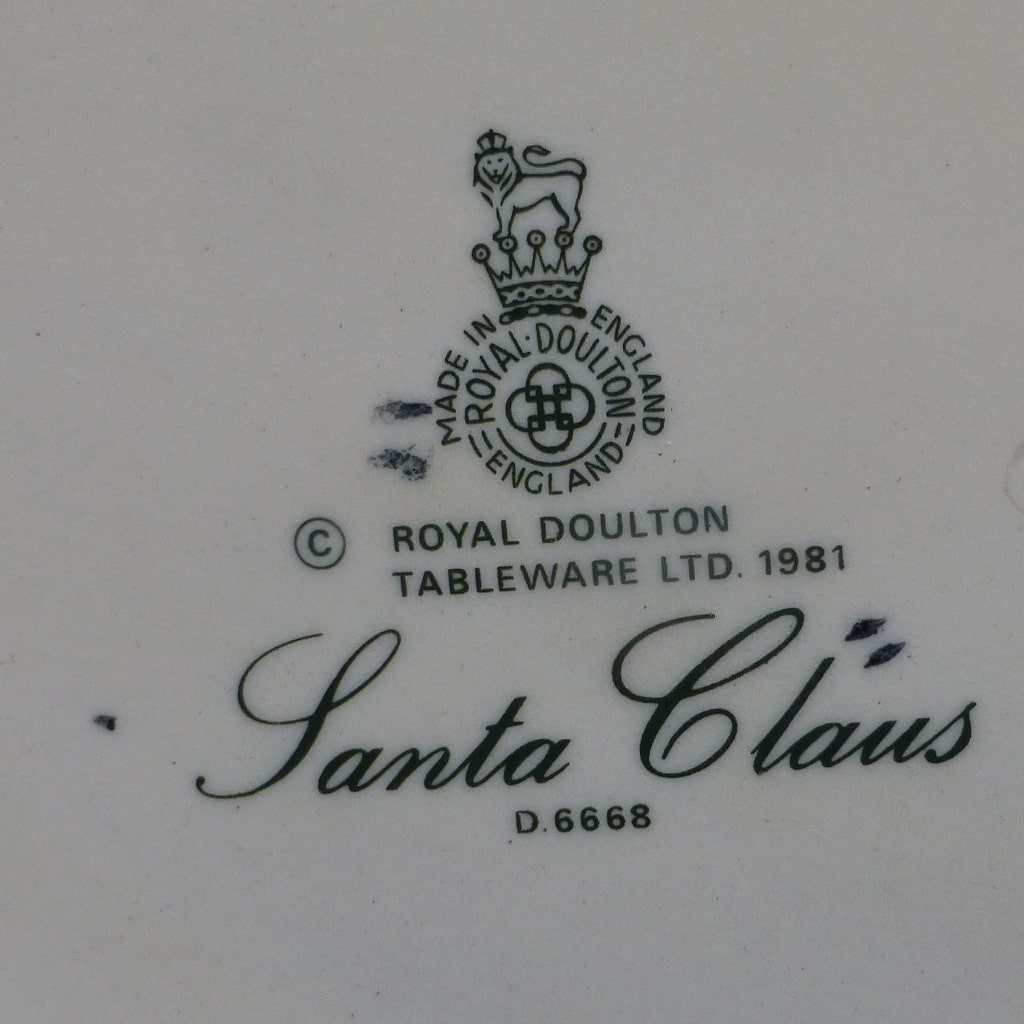 MADE IN ENGLAND
ROYAL·DOULTON
ENGLAND
© ROYAL DOULTON
TABLEWARE LTD. 1981
Santa Claus
D.6668